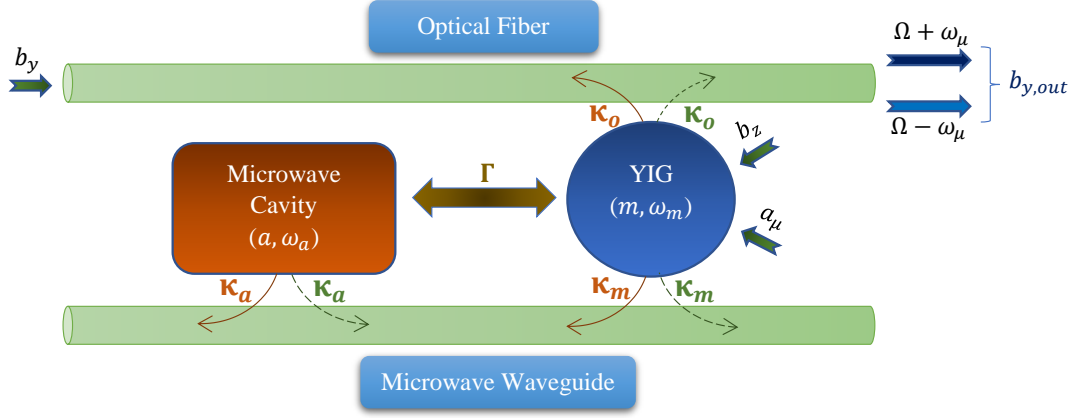 Optical Fiber
b_y
Ω + ω_μ
b_{y,out}
Ω − ω_μ
κ_o
κ_o
b_z
Microwave
Cavity
(a, ω_a)
Γ
YIG
(m, ω_m)
a_μ
κ_a
κ_a
κ_m
κ_m
Microwave Waveguide